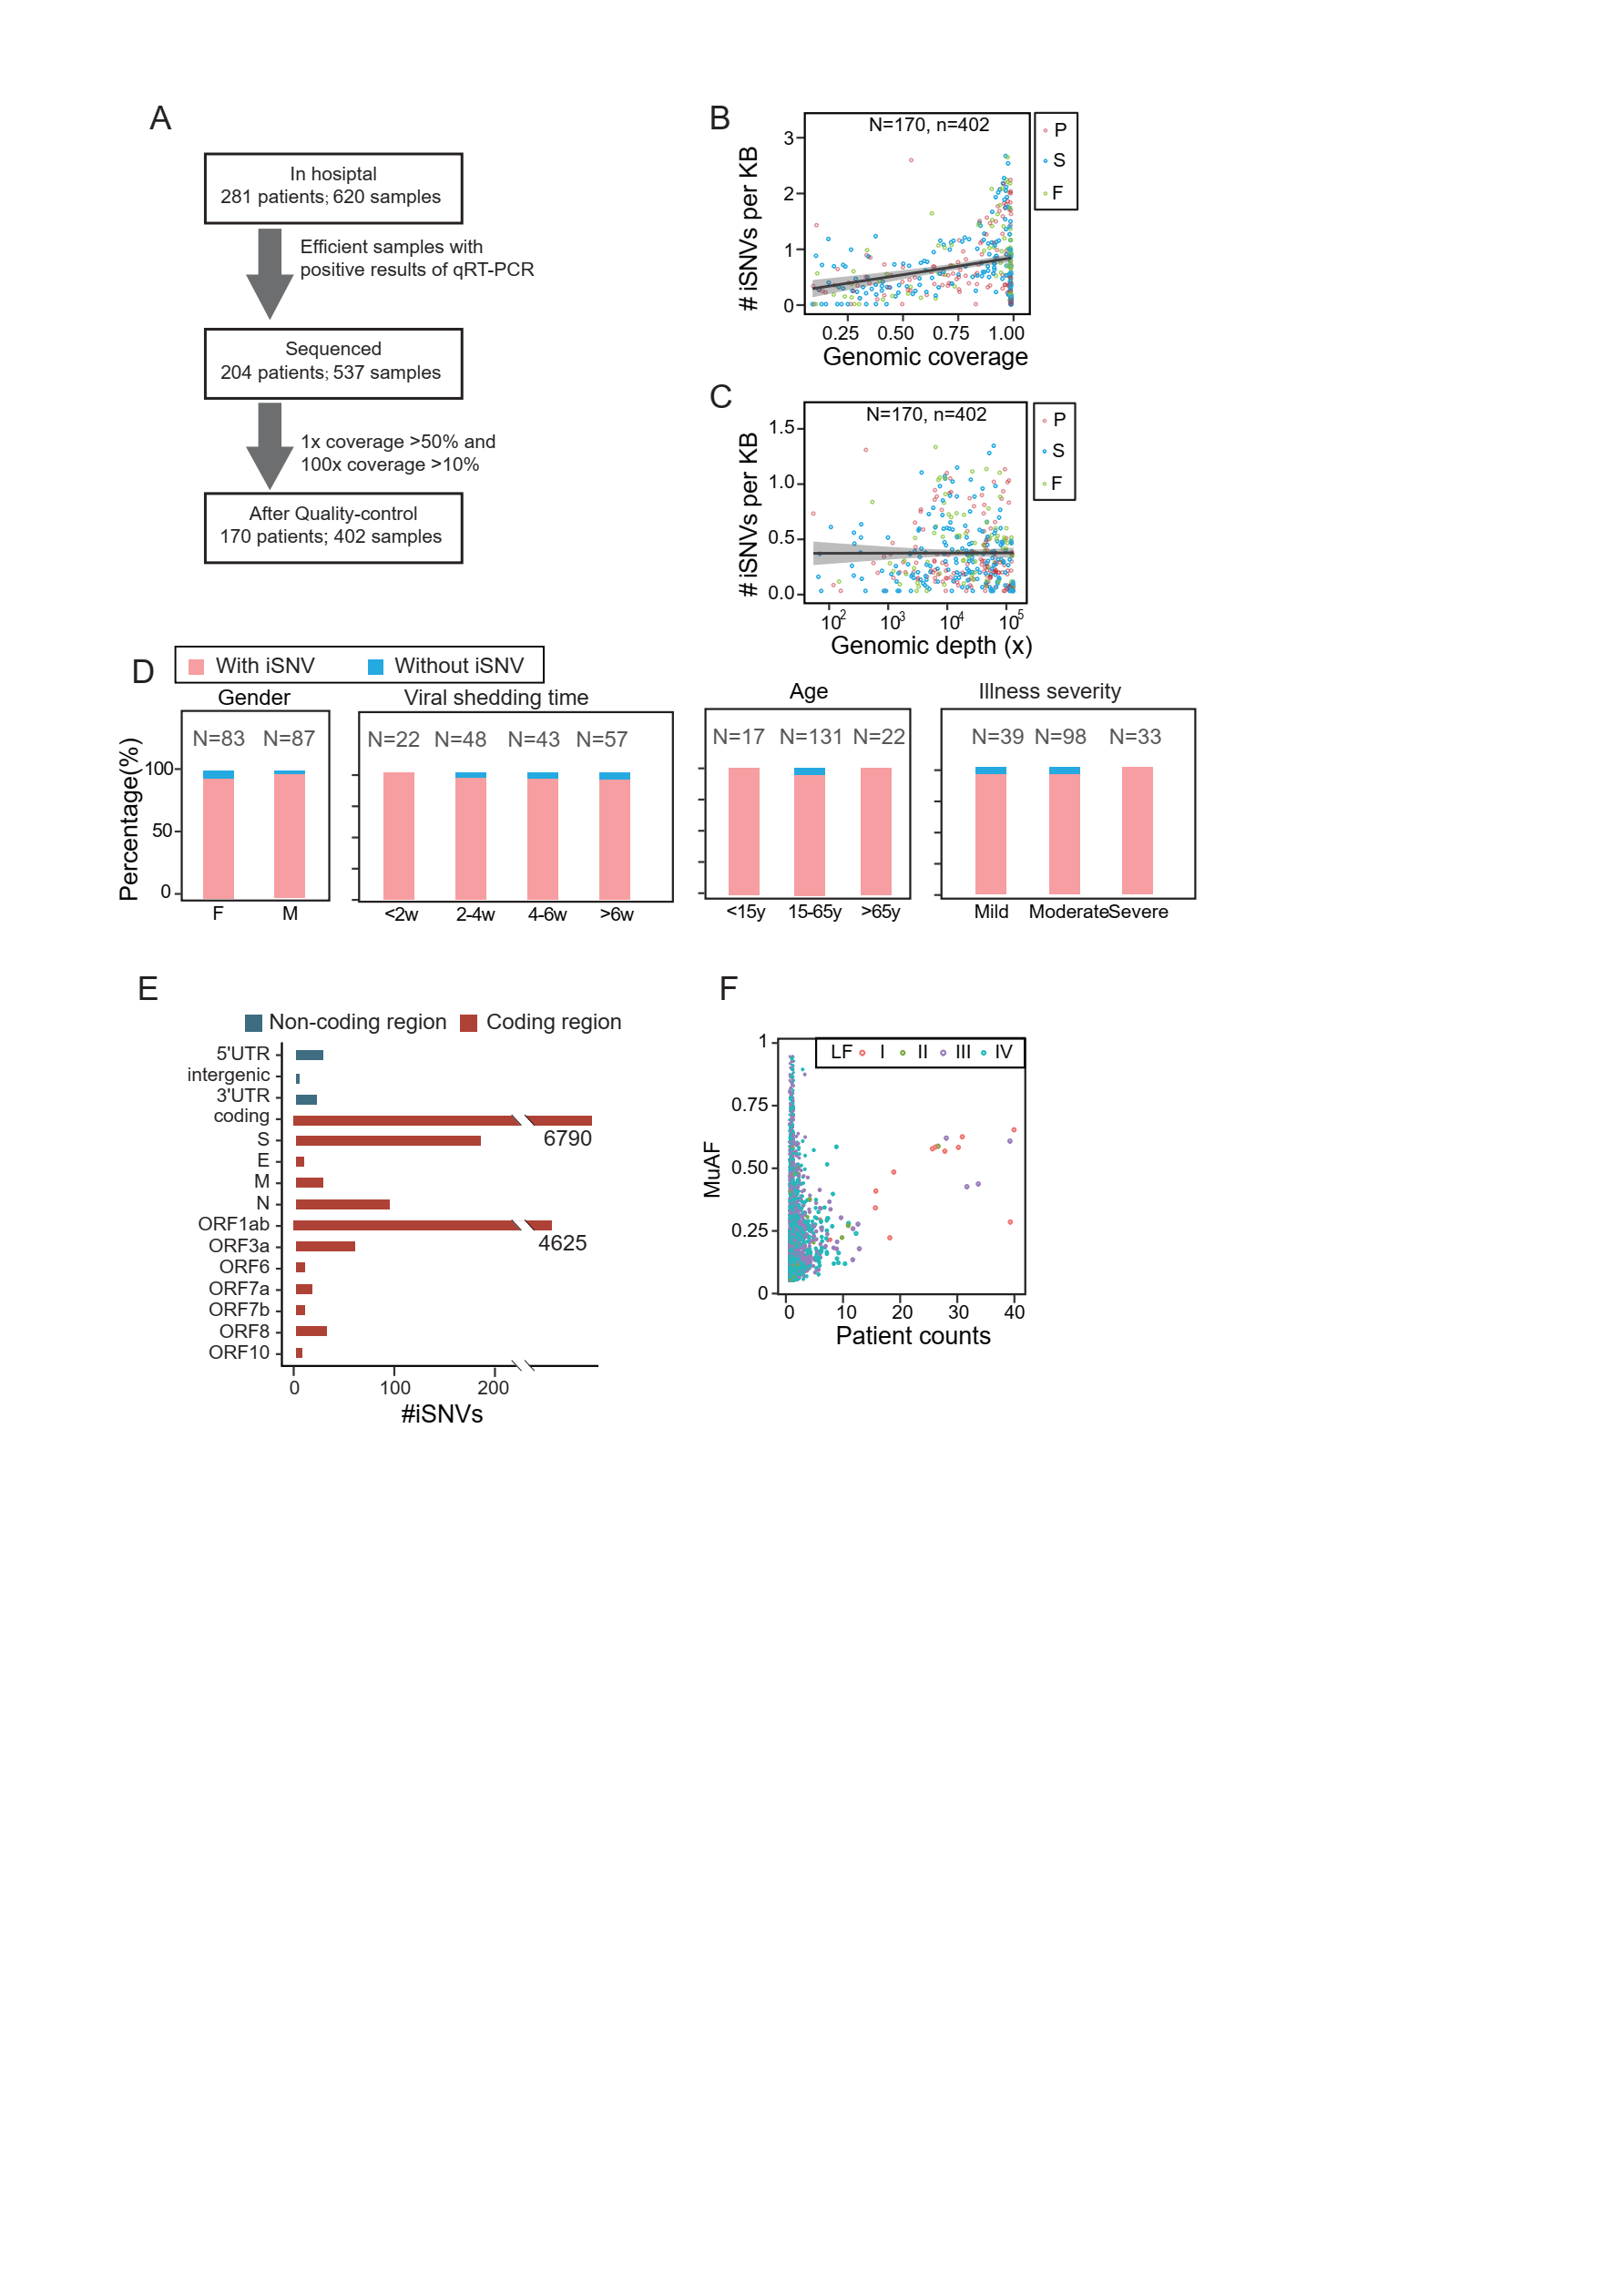 A
In hosiptal
281 patients; 620 samples
Efficient samples with
positive results of qRT-PCR
Sequenced
204 patients; 537 samples
1x coverage >50% and
100x coverage >10%
After Quality-control
170 patients; 402 samples
B
N=170, n=402
P
S
F
# iSNVs per KB
3
2
1
0
0.25 0.50 0.75 1.00
Genomic coverage
C
N=170, n=402
P
S
F
# iSNVs per KB
1.5
1.0
0.5
0.0
10² 10³ 10⁴ 10⁵
Genomic depth (x)
D
With iSNV Without iSNV
Gender
N=83 N=87
Percentage(%)
100
50
0
F M
Viral shedding time
N=22 N=48 N=43 N=57
<2w 2-4w 4-6w >6w
Age
N=17 N=131 N=22
<15y 15-65y >65y
Illness severity
N=39 N=98 N=33
Mild Moderate Severe
E
Non-coding region Coding region
5'UTR
intergenic
3'UTR
coding
6790
S
E
M
N
ORF1ab
4625
ORF3a
ORF6
ORF7a
ORF7b
ORF8
ORF10
0 100 200
#iSNVs
F
LF I II III IV
MuAF
1
0.75
0.50
0.25
0
0 10 20 30 40
Patient counts